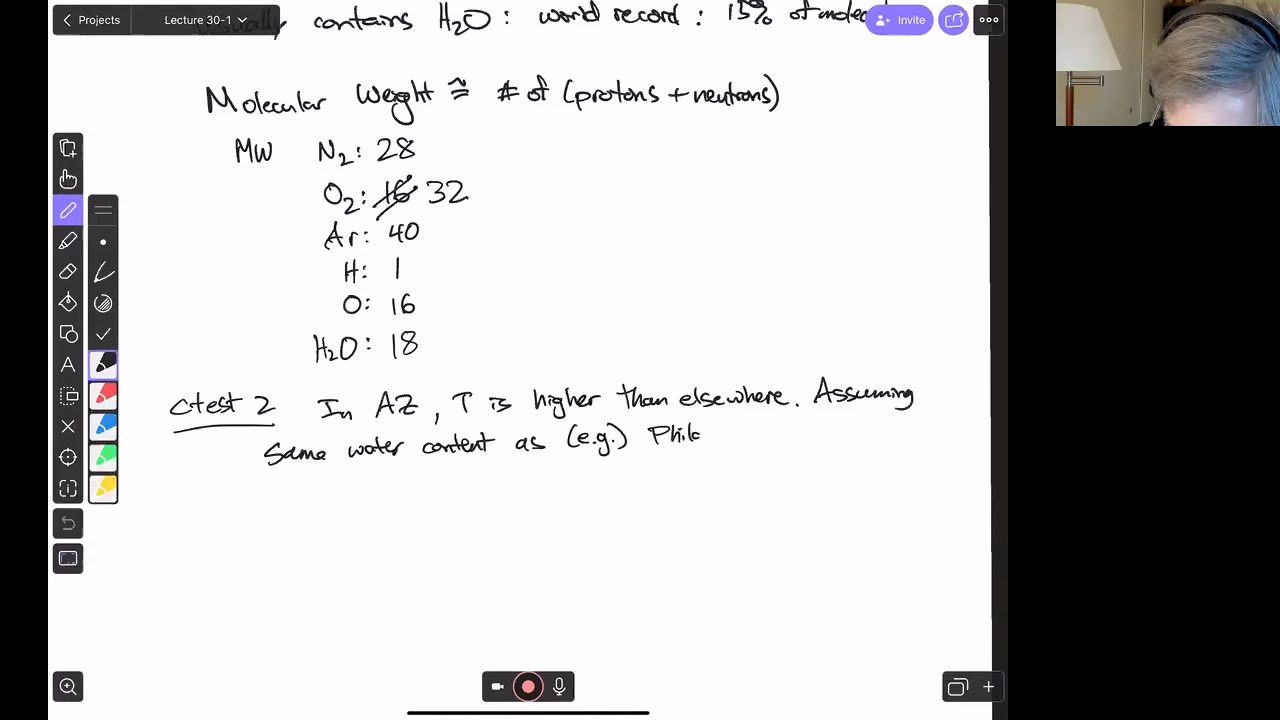 Projects
Lecture 30-1
Invite
contains H₂O : world record : 15% of molec
Molecular Weight ≅ # of (protons + neutrons)
MW N₂: 28
O₂: 16 32
Ar: 40
H: 1
O: 16
H₂O: 18
A
Ctest 2 In AZ, T is higher than elsewhere. Assuming
same water content as (e.g.) Phila